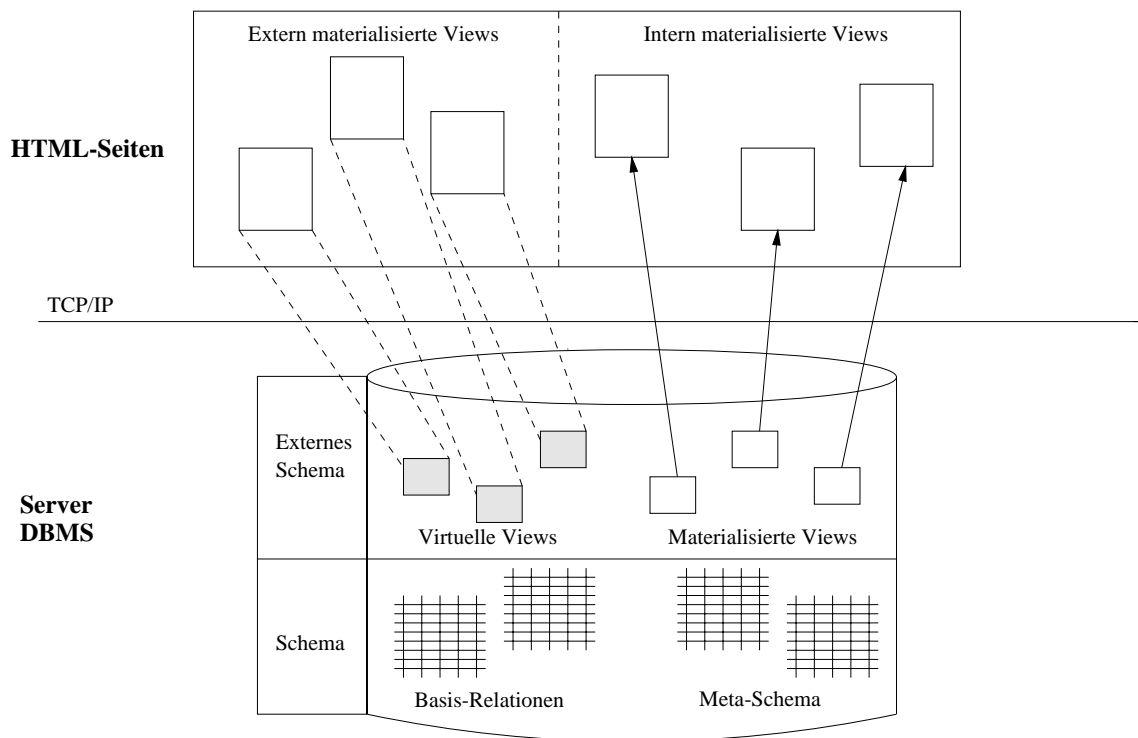 Extern materialisierte Views
Intern materialisierte Views
HTML-Seiten
TCP/IP
Externes
Schema
Server
DBMS
Virtuelle Views
Materialisierte Views
Schema
Basis-Relationen
Meta-Schema